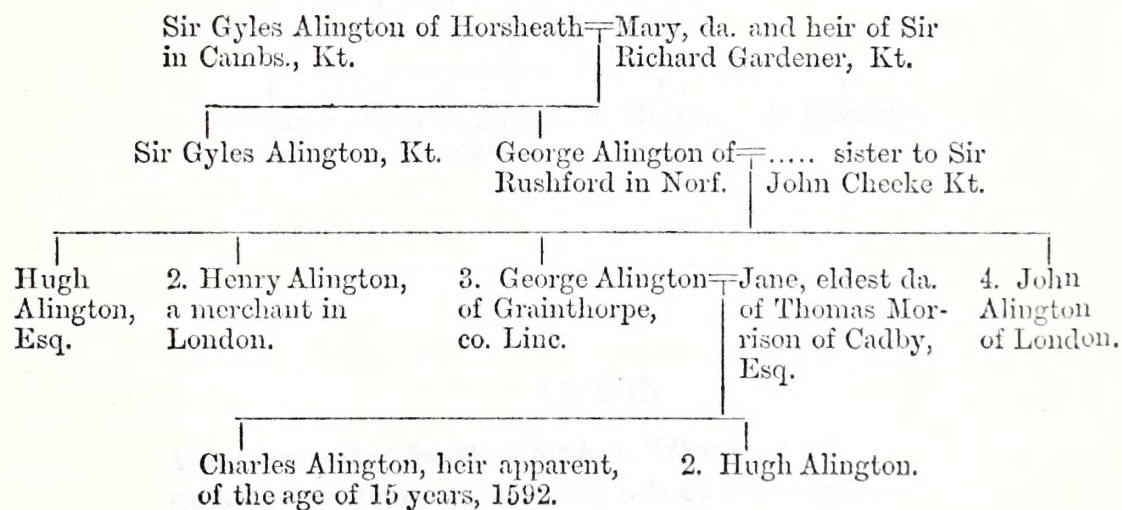 Sir Gyles Alington of Horsheath
in Cambs., Kt.
Mary, da. and heir of Sir
Richard Gardener, Kt.
Sir Gyles Alington, Kt.
George Alington of
Rushford in Norf.
..... sister to Sir
John Cheeke Kt.
Hugh
Alington,
Esq.
2. Henry Alington,
a merchant in
London.
3. George Alington
of Grainthorpe,
co. Linc.
Jane, eldest da.
of Thomas Mor-
rison of Cadby,
Esq.
4. John
Alington
of London.
Charles Alington, heir apparent,
of the age of 15 years, 1592.
2. Hugh Alington.